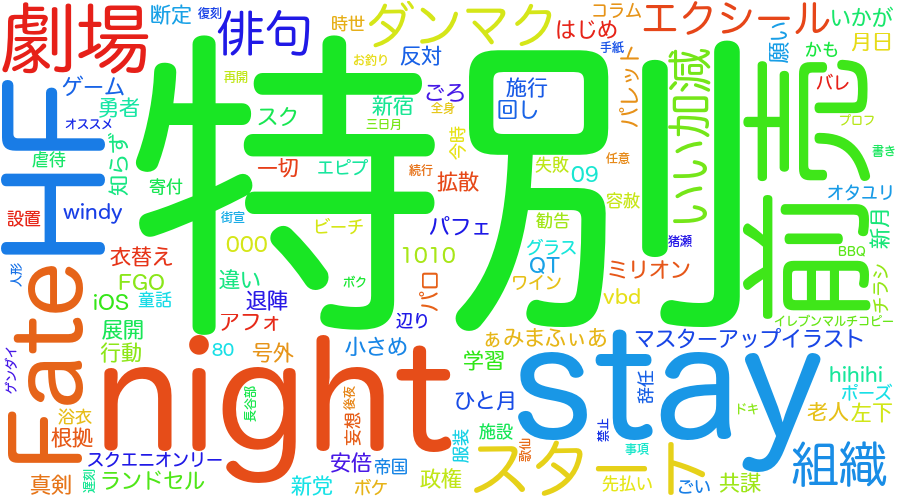 劇場
断定
復刻
俳句
時世
ダンマク
コラム
はじめ
エクシール
いかが
月日
願い
かも
手紙
お釣り
反対
再開
ゲーム
勇者
オススメ
スク
新宿
ごろ
全身
施行
回し
パレット
いい加減
バレ
プロフ
特別
前売
HF
虐待
知らず
寄付
一切
エピブ
三日月
続行
今時
拡散
失敗
09
任意
書き
オタユリ
設置
windy
街宣
ビーチ
パフェ
容赦
勧告
猪瀬
新月
人形
衣替え
000
1010
グラス
QT
ミリオン
BBQ
チラシ
FGO
違い
ボク
パロ
ワイン
vbd
iOS
童話
退陣
アフォ
辺り
イレブンマルチコピー
Fate
展開
行動
80
号外
小さめ
ぁみまふぃあ
マスターアップイラスト
ゲンダイ
night
stay
学習
hihihi
ポーズ
浴衣
長谷部
妄想
後夜
ひと月
辞任
ドキ
老人
左下
根拠
施設
服装
歌仙
禁止
スクエニオンリー
安倍
帝国
スタート
事項
組織
真剣
遅刻
ランドセル
新党
ボケ
政権
先払い
ごい
共謀